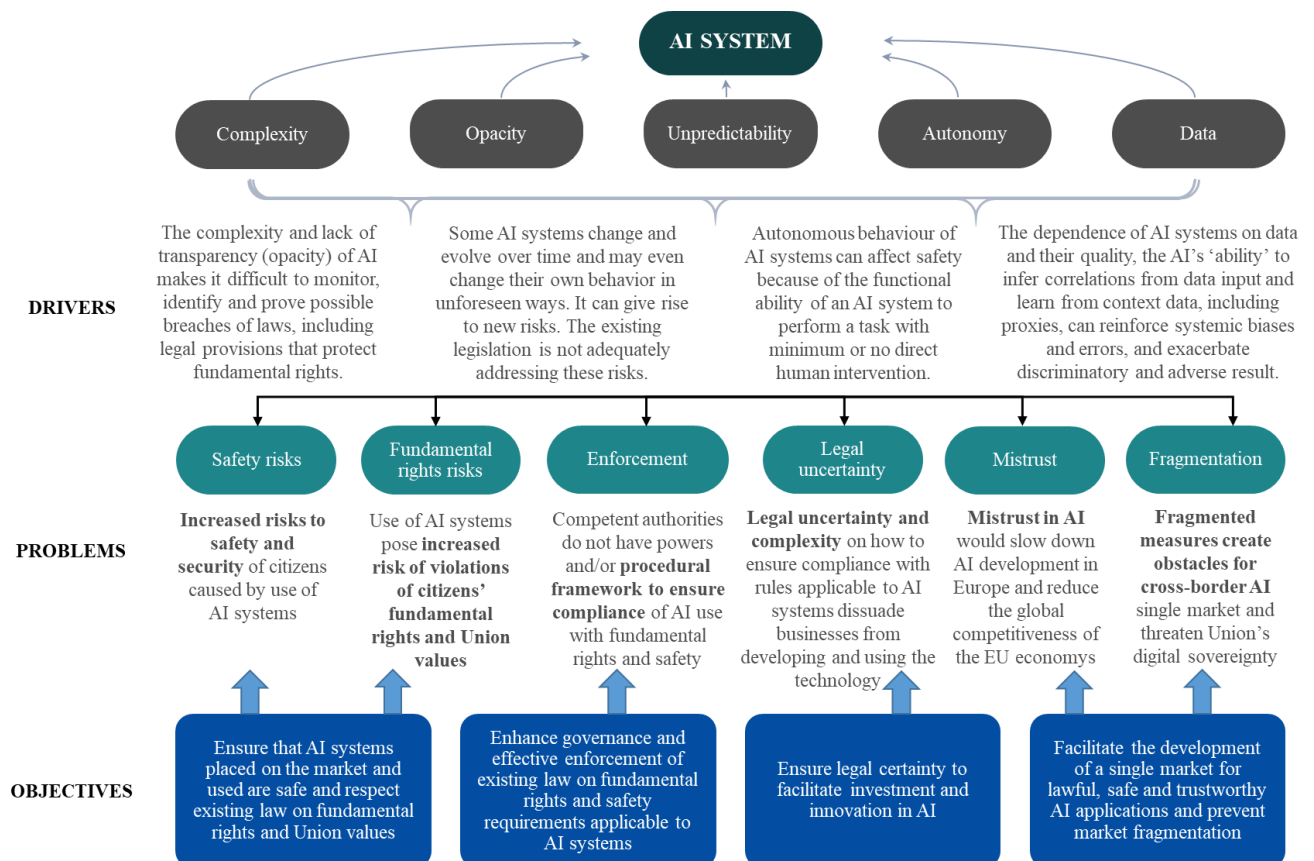 AI SYSTEM
Complexity
Opacity
Unpredictability
Autonomy
Data
DRIVERS
The complexity and lack of
transparency (opacity) of AI
makes it difficult to monitor,
identify and prove possible
breaches of laws, including
legal provisions that protect
fundamental rights.
Some AI systems change and
evolve over time and may even
change their own behavior in
unforeseen ways. It can give rise
to new risks. The existing
legislation is not adequately
addressing these risks.
Autonomous behaviour of
AI systems can affect safety
because of the functional
ability of an AI system to
perform a task with
minimum or no direct
human intervention.
The dependence of AI systems on data
and their quality, the AI’s ‘ability’ to
infer correlations from data input and
learn from context data, including
proxies, can reinforce systemic biases
and errors, and exacerbate
discriminatory and adverse result.
PROBLEMS
Safety risks
Increased risks to
safety and
security of citizens
caused by use of
AI systems
Fundamental
rights risks
Use of AI systems
pose increased
risk of violations
of citizens’
fundamental
rights and Union
values
Enforcement
Competent authorities
do not have powers
and/or procedural
framework to ensure
compliance of AI use
with fundamental
rights and safety
Legal
uncertainty
Legal uncertainty and
complexity on how to
ensure compliance with
rules applicable to AI
systems dissuade
businesses from
developing and using the
technology
Mistrust
Mistrust in AI
would slow down
AI development in
Europe and reduce
the global
competitiveness of
the EU economys
Fragmentation
Fragmented
measures create
obstacles for
cross-border AI
single market and
threaten Union’s
digital sovereignty
OBJECTIVES
Ensure that AI systems
placed on the market and
used are safe and respect
existing law on fundamental
rights and Union values
Enhance governance and
effective enforcement of
existing law on fundamental
rights and safety
requirements applicable to
AI systems
Ensure legal certainty to
facilitate investment and
innovation in AI
Facilitate the development
of a single market for
lawful, safe and trustworthy
AI applications and prevent
market fragmentation